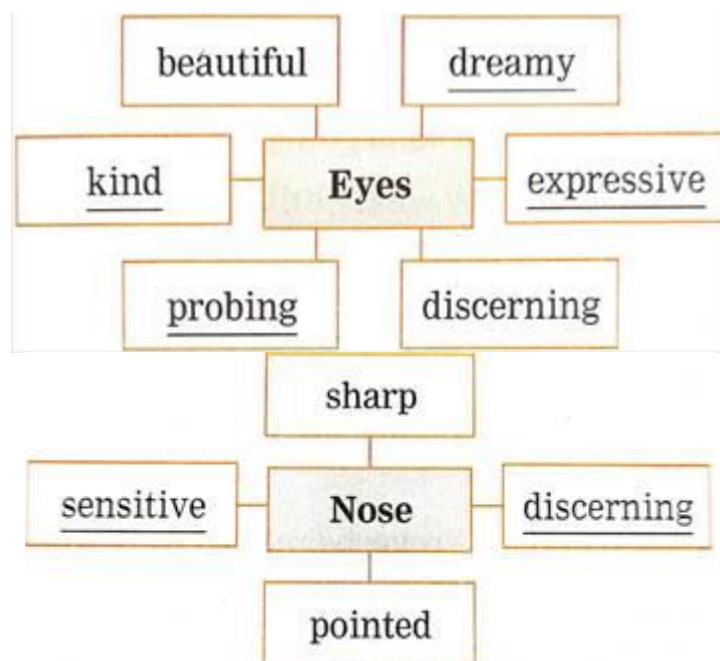 beautiful dreamy
kind Eyes expressive
probing discerning
sharp
sensitive Nose discerning
pointed